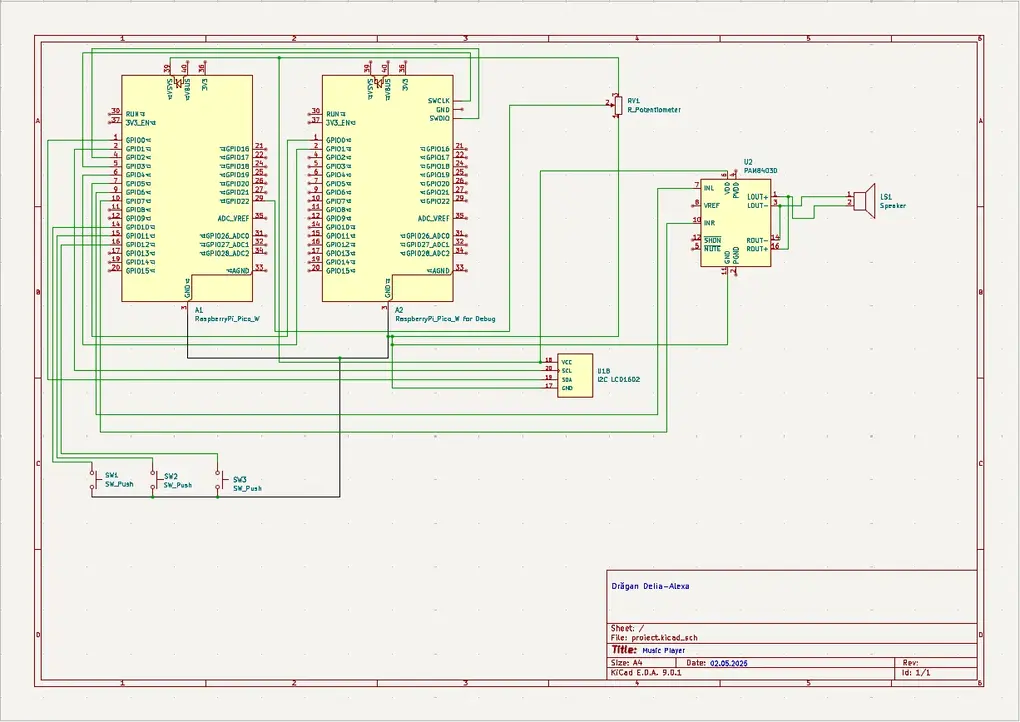 1 2 3 4 5 6
39 40 36 39 40 36
VSYS VBUS 3V3 VSYS VBUS 3V3
30 RUN 30 RUN SWCLK
37 3V3_EN 37 3V3_EN GND
SWDIO
3
2 RV1
R_Potentiometer
1
A A
1 GPIO0 1 GPIO0
2 GPIO1 GPIO16 21 2 GPIO1 GPIO16 21
4 GPIO2 GPIO17 22 4 GPIO2 GPIO17 22
5 GPIO3 GPIO18 24 5 GPIO3 GPIO18 24
6 GPIO4 GPIO19 25 6 GPIO4 GPIO19 25
7 GPIO5 GPIO20 26 7 GPIO5 GPIO20 26
9 GPIO6 GPIO21 27 9 GPIO6 GPIO21 27
10 GPIO7 GPIO22 29 10 GPIO7 GPIO22 29
11 GPIO8 11 GPIO8
12 GPIO9 ADC_VREF 35 12 GPIO9 ADC_VREF 35
14 GPIO10 14 GPIO10
15 GPIO11 GPIO26_ADC0 31 15 GPIO11 GPIO26_ADC0 31
16 GPIO12 GPIO27_ADC1 32 16 GPIO12 GPIO27_ADC1 32
17 GPIO13 GPIO28_ADC2 34 17 GPIO13 GPIO28_ADC2 34
19 GPIO14 19 GPIO14
20 GPIO15 AGND 33 20 GPIO15 AGND 33
GND GND
3 3
A1 A2
RaspberryPi_Pico_W RaspberryPi_Pico_W for Debug
U2
PAM8403D
6 4
7 INL VDD PVDD
LOUT+ 1
8 VREF LOUT- 3
10 INR
12 SHDN ROUT- 14
5 MUTE ROUT+ 16
GND PGND
11 2
1 LS1
2 Speaker
B B
18 VCC
20 SCL U1B
19 SDA I2C LCD1602
17 GND
C C
SW1 SW2 SW3
SW_Push SW_Push SW_Push
D D
Drăgan Delia-Alexa
Sheet: /
File: proiect.kicad_sch
Title: Music Player
Size: A4 Date: 02.05.2025 Rev:
KiCad E.D.A. 9.0.1 Id: 1/1
1 2 3 4 5 6